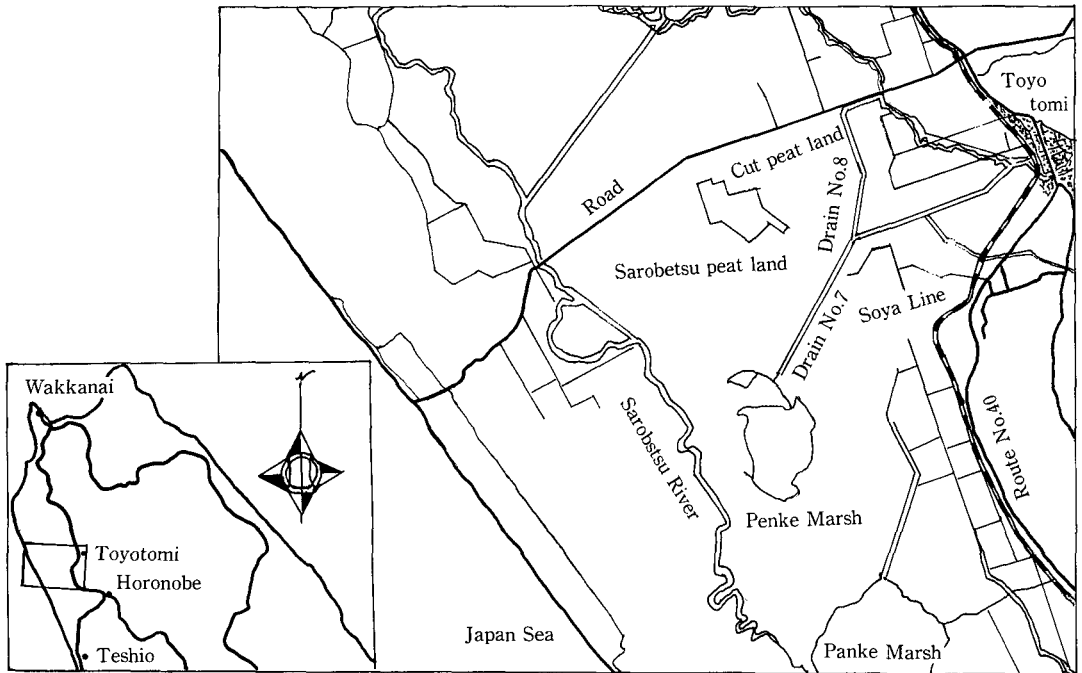 Toyo
tomi
Cut peat land
Road
Drain No.8
Sarobetsu peat land
Soya Line
Drain No.7
Sarobstsu River
Route No.40
Penke Marsh
Japan Sea
Panke Marsh
Wakkanai
N
Toyotomi
Horonobe
Teshio